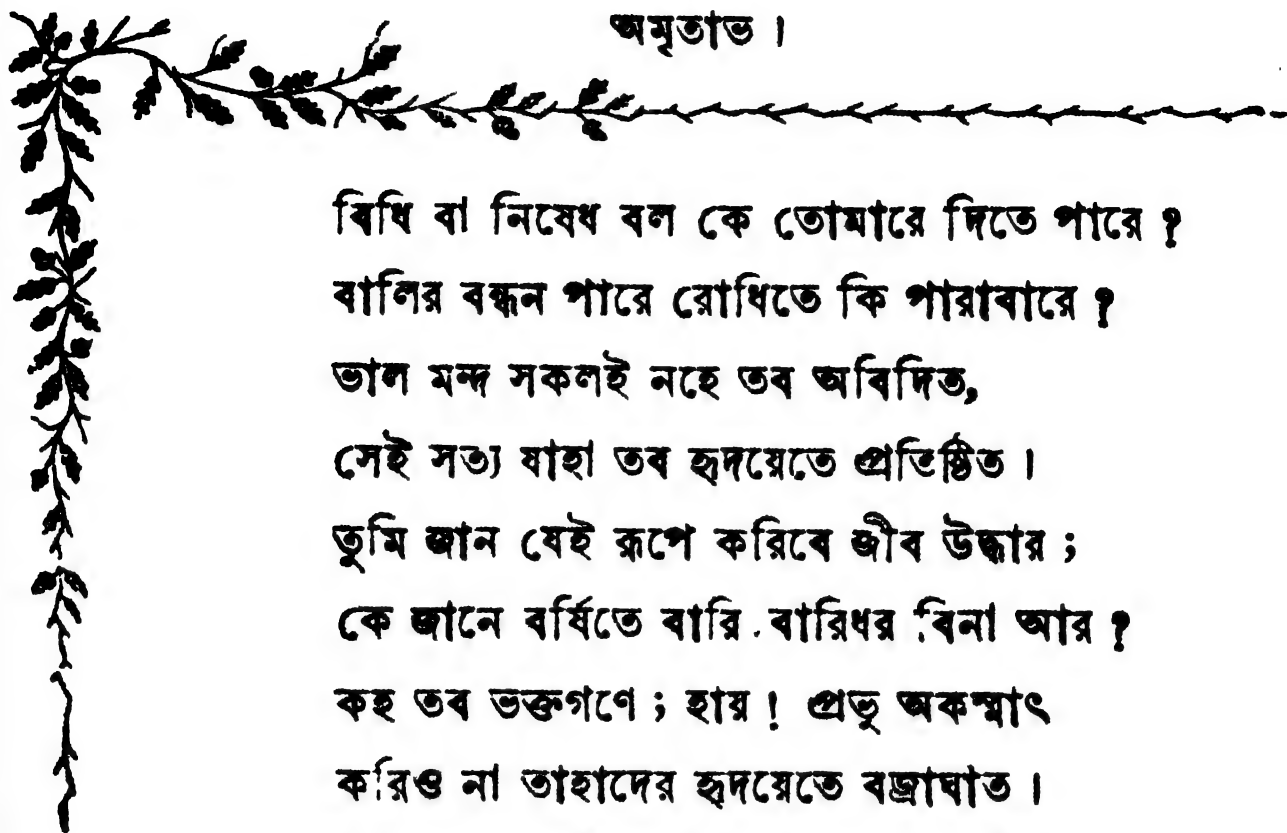 অমৃতাভ।
বিধি বা নিষেধ বল কে তোমারে দিতে পারে ?
বালির বন্ধন পারে রোধিতে কি পারাবারে ?
ভাল মন্দ সকলই নহে তব অবিদিত,
সেই সত্য যাহা তব হৃদয়েতে প্রতিষ্ঠিত।
তুমি জান যেই রূপে করিবে জীব উদ্ধার ;
কে জানে বর্ষিতে বারি বারিধর বিনা আর ?
কহ তব ভক্তগণে ; হায় ! প্রভু অকস্মাৎ
করিও না তাহাদের হৃদয়েতে বজ্রাঘাত।